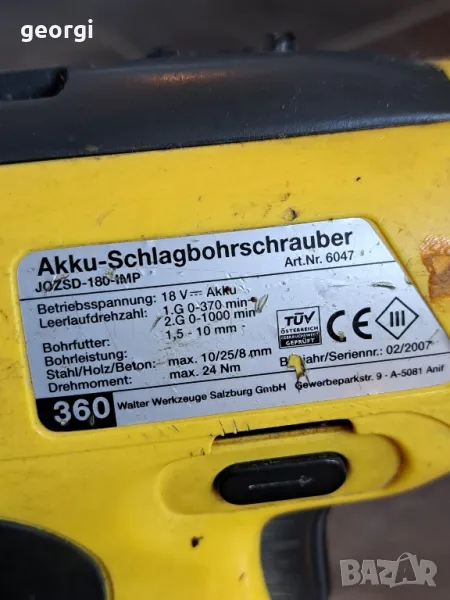 georgi
Akku-Schlagbohrschrauber
JOZSD-180-IMP Art.Nr. 6047
Betriebsspannung: 18 V⎓ Akku
Leerlaufdrehzahl: 1.G 0-370 min
2.G 0-1000 min
Bohrfutter: 1,5 - 10 mm
Bohrleistung:
Stahl/Holz/Beton: max. 10/25/8 mm
Drehmoment: max. 24 Nm
TÜV
ÖSTERREICH
GEPRÜFT
CE
III
Baujahr/Seriennr.: 02/2007
360 Walter Werkzeuge Salzburg GmbH Gewerbeparkstr. 9 - A-5081 Anif
BAZAR